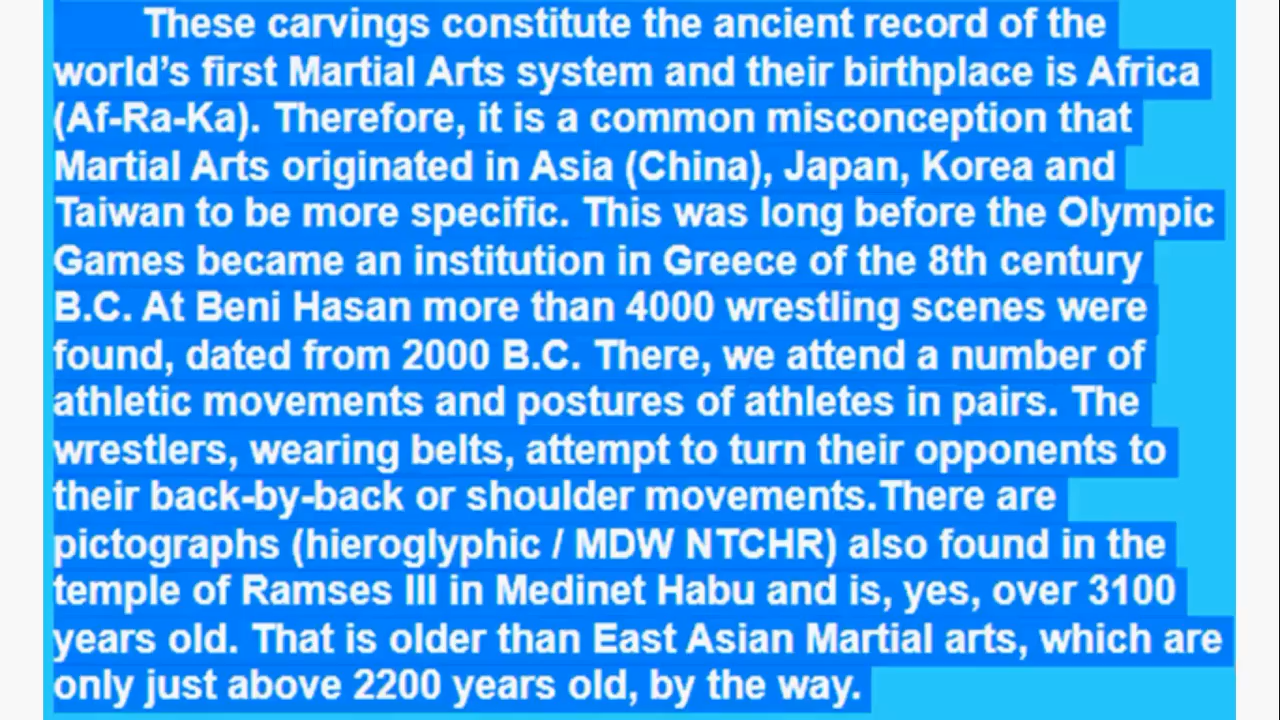 These carvings constitute the ancient record of the
world’s first Martial Arts system and their birthplace is Africa
(Af-Ra-Ka). Therefore, it is a common misconception that
Martial Arts originated in Asia (China), Japan, Korea and
Taiwan to be more specific. This was long before the Olympic
Games became an institution in Greece of the 8th century
B.C. At Beni Hasan more than 4000 wrestling scenes were
found, dated from 2000 B.C. There, we attend a number of
athletic movements and postures of athletes in pairs. The
wrestlers, wearing belts, attempt to turn their opponents to
their back-by-back or shoulder movements.There are
pictographs (hieroglyphic / MDW NTCHR) also found in the
temple of Ramses III in Medinet Habu and is, yes, over 3100
years old. That is older than East Asian Martial arts, which are
only just above 2200 years old, by the way.